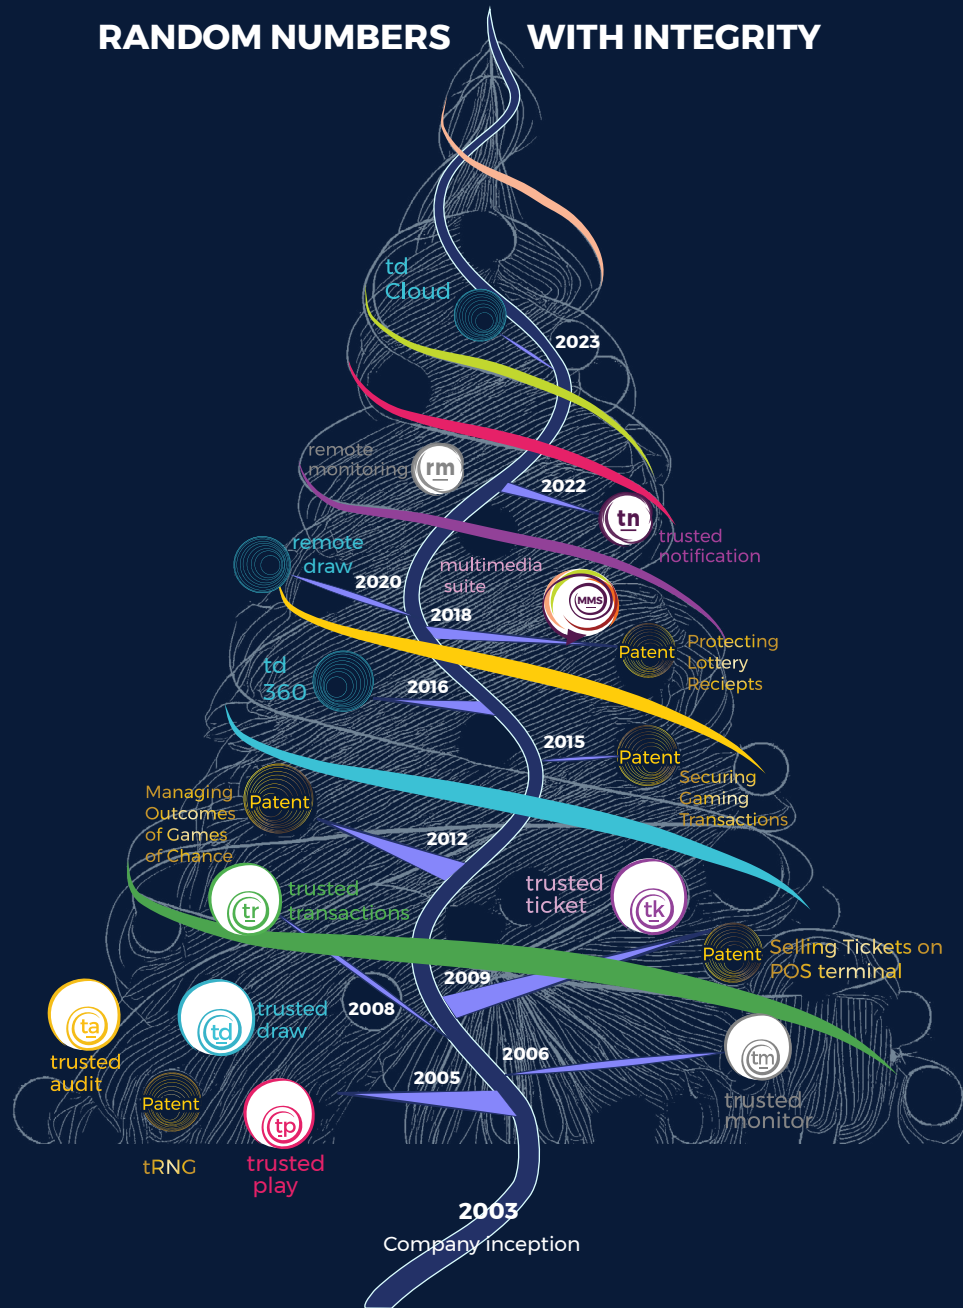 RANDOM NUMBERS WITH INTEGRITY
td
Cloud
2023
remote
monitoring
rm
2022
tn
trusted
notification
remote
draw
2020
multimedia
suite
MMS
2018
Patent
Protecting
Lottery
Reciepts
td
360
2016
2015
Patent
Securing
Gaming
Transactions
Managing
Outcomes
of Games
of Chance
Patent
2012
tr
trusted
transactions
trusted
ticket
tk
Patent
Selling Tickets on
POS terminal
2009
2008
ta
trusted
audit
td
trusted
draw
2006
tm
trusted
monitor
2005
Patent
tRNG
tp
trusted
play
2003
Company inception